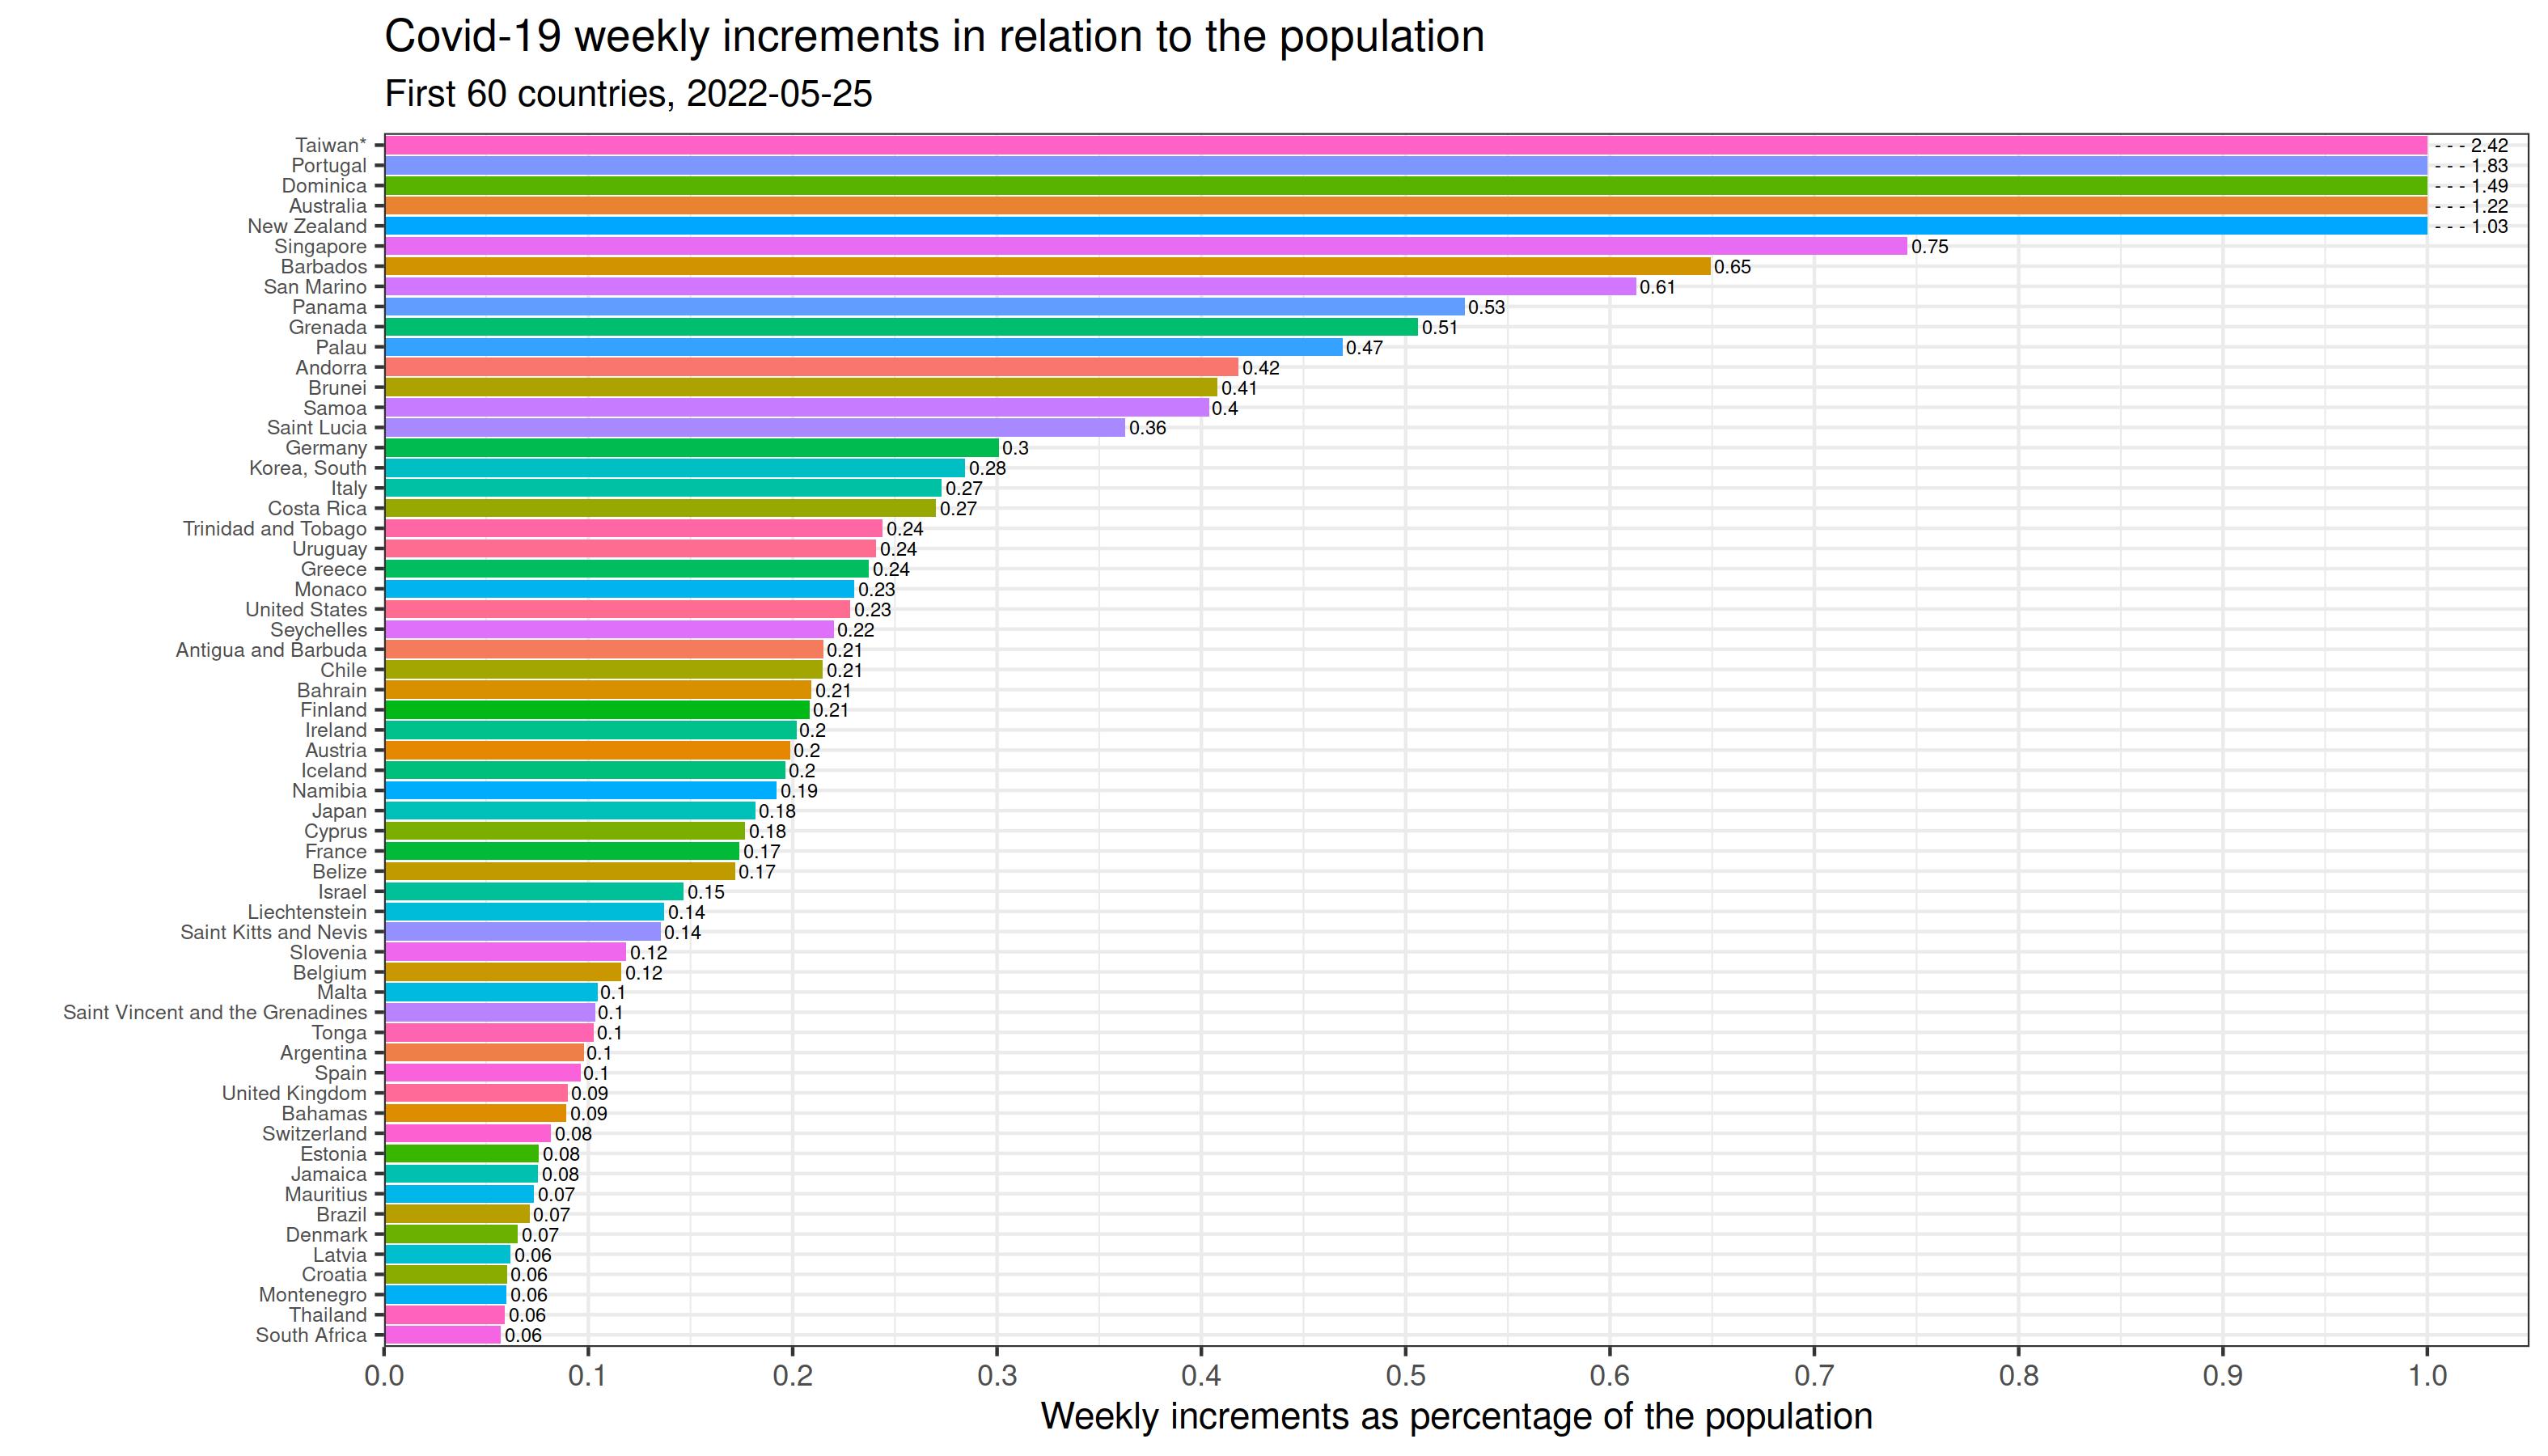 Covid-19 weekly increments in relation to the population
First 60 countries, 2022-05-25
Taiwan* - - - 2.42
Portugal - - - 1.83
Dominica - - - 1.49
Australia - - - 1.22
New Zealand - - - 1.03
Singapore 0.75
Barbados 0.65
San Marino 0.61
Panama 0.53
Grenada 0.51
Palau 0.47
Andorra 0.42
Brunei 0.41
Samoa 0.4
Saint Lucia 0.36
Germany 0.3
Korea, South 0.28
Italy 0.27
Costa Rica 0.27
Trinidad and Tobago 0.24
Uruguay 0.24
Greece 0.24
Monaco 0.23
United States 0.23
Seychelles 0.22
Antigua and Barbuda 0.21
Chile 0.21
Bahrain 0.21
Finland 0.21
Ireland 0.2
Austria 0.2
Iceland 0.2
Namibia 0.19
Japan 0.18
Cyprus 0.18
France 0.17
Belize 0.17
Israel 0.15
Liechtenstein 0.14
Saint Kitts and Nevis 0.14
Slovenia 0.12
Belgium 0.12
Malta 0.1
Saint Vincent and the Grenadines 0.1
Tonga 0.1
Argentina 0.1
Spain 0.1
United Kingdom 0.09
Bahamas 0.09
Switzerland 0.08
Estonia 0.08
Jamaica 0.08
Mauritius 0.07
Brazil 0.07
Denmark 0.07
Latvia 0.06
Croatia 0.06
Montenegro 0.06
Thailand 0.06
South Africa 0.06
0.0 0.1 0.2 0.3 0.4 0.5 0.6 0.7 0.8 0.9 1.0
Weekly increments as percentage of the population